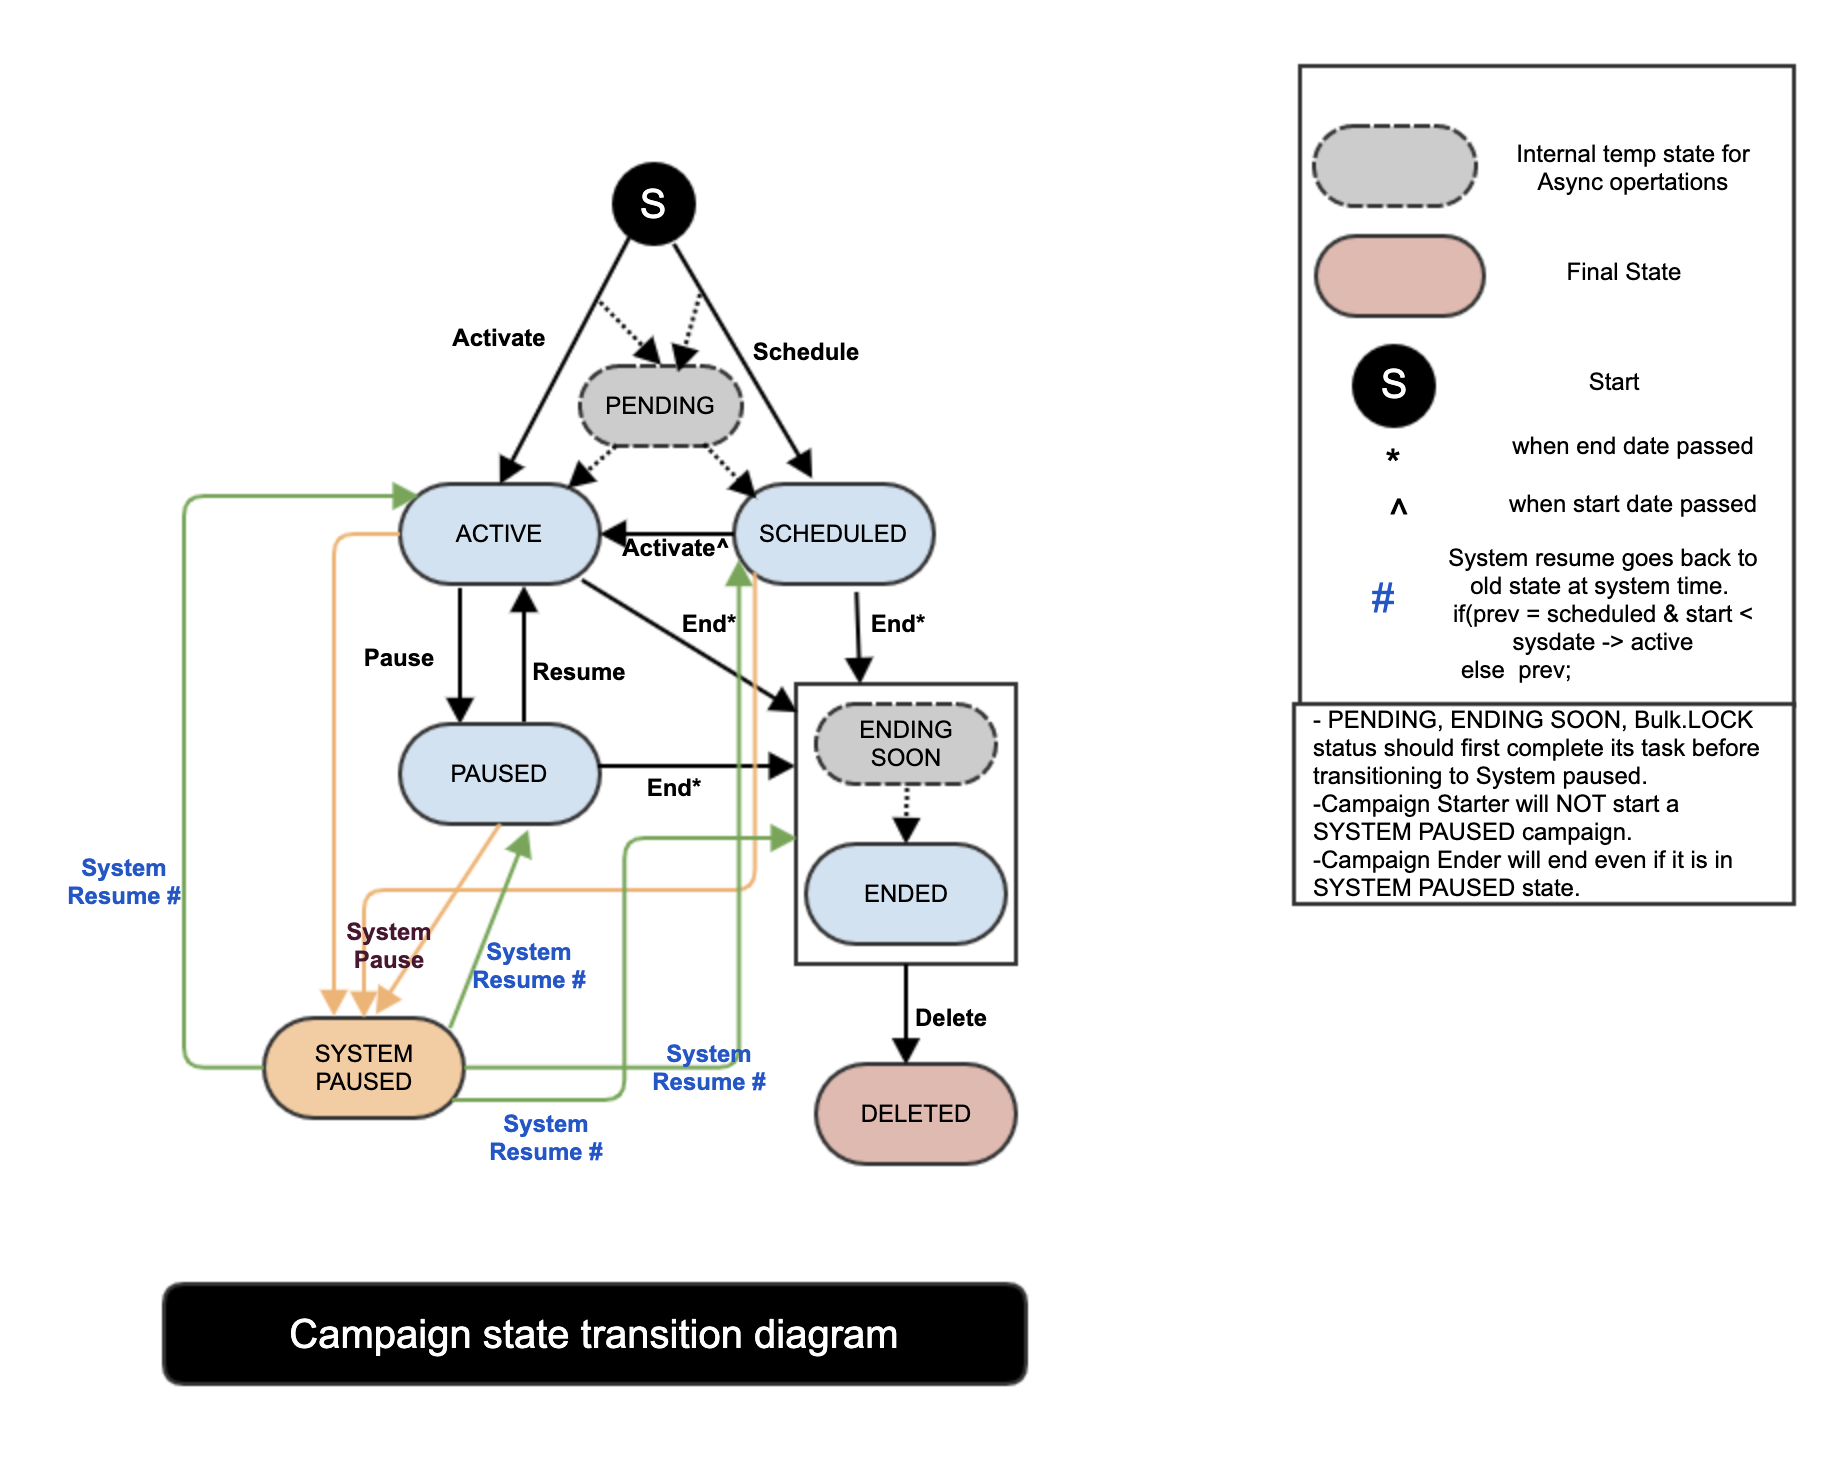 S
Activate
Schedule
PENDING
ACTIVE
SCHEDULED
Activate^
End*
End*
Pause
Resume
PAUSED
End*
ENDING
SOON
ENDED
System
Resume #
System
Pause
System
Resume #
SYSTEM
PAUSED
System
Resume #
System
Resume #
Delete
DELETED
Campaign state transition diagram
Internal temp state for
Async opertations
Final State
S
Start
*
when end date passed
^
when start date passed
#
System resume goes back to
old state at system time.
if(prev = scheduled & start <
sysdate -> active
else  prev;
- PENDING, ENDING SOON, Bulk.LOCK
status should first complete its task before
transitioning to System paused.
-Campaign Starter will NOT start a
SYSTEM PAUSED campaign.
-Campaign Ender will end even if it is in
SYSTEM PAUSED state.